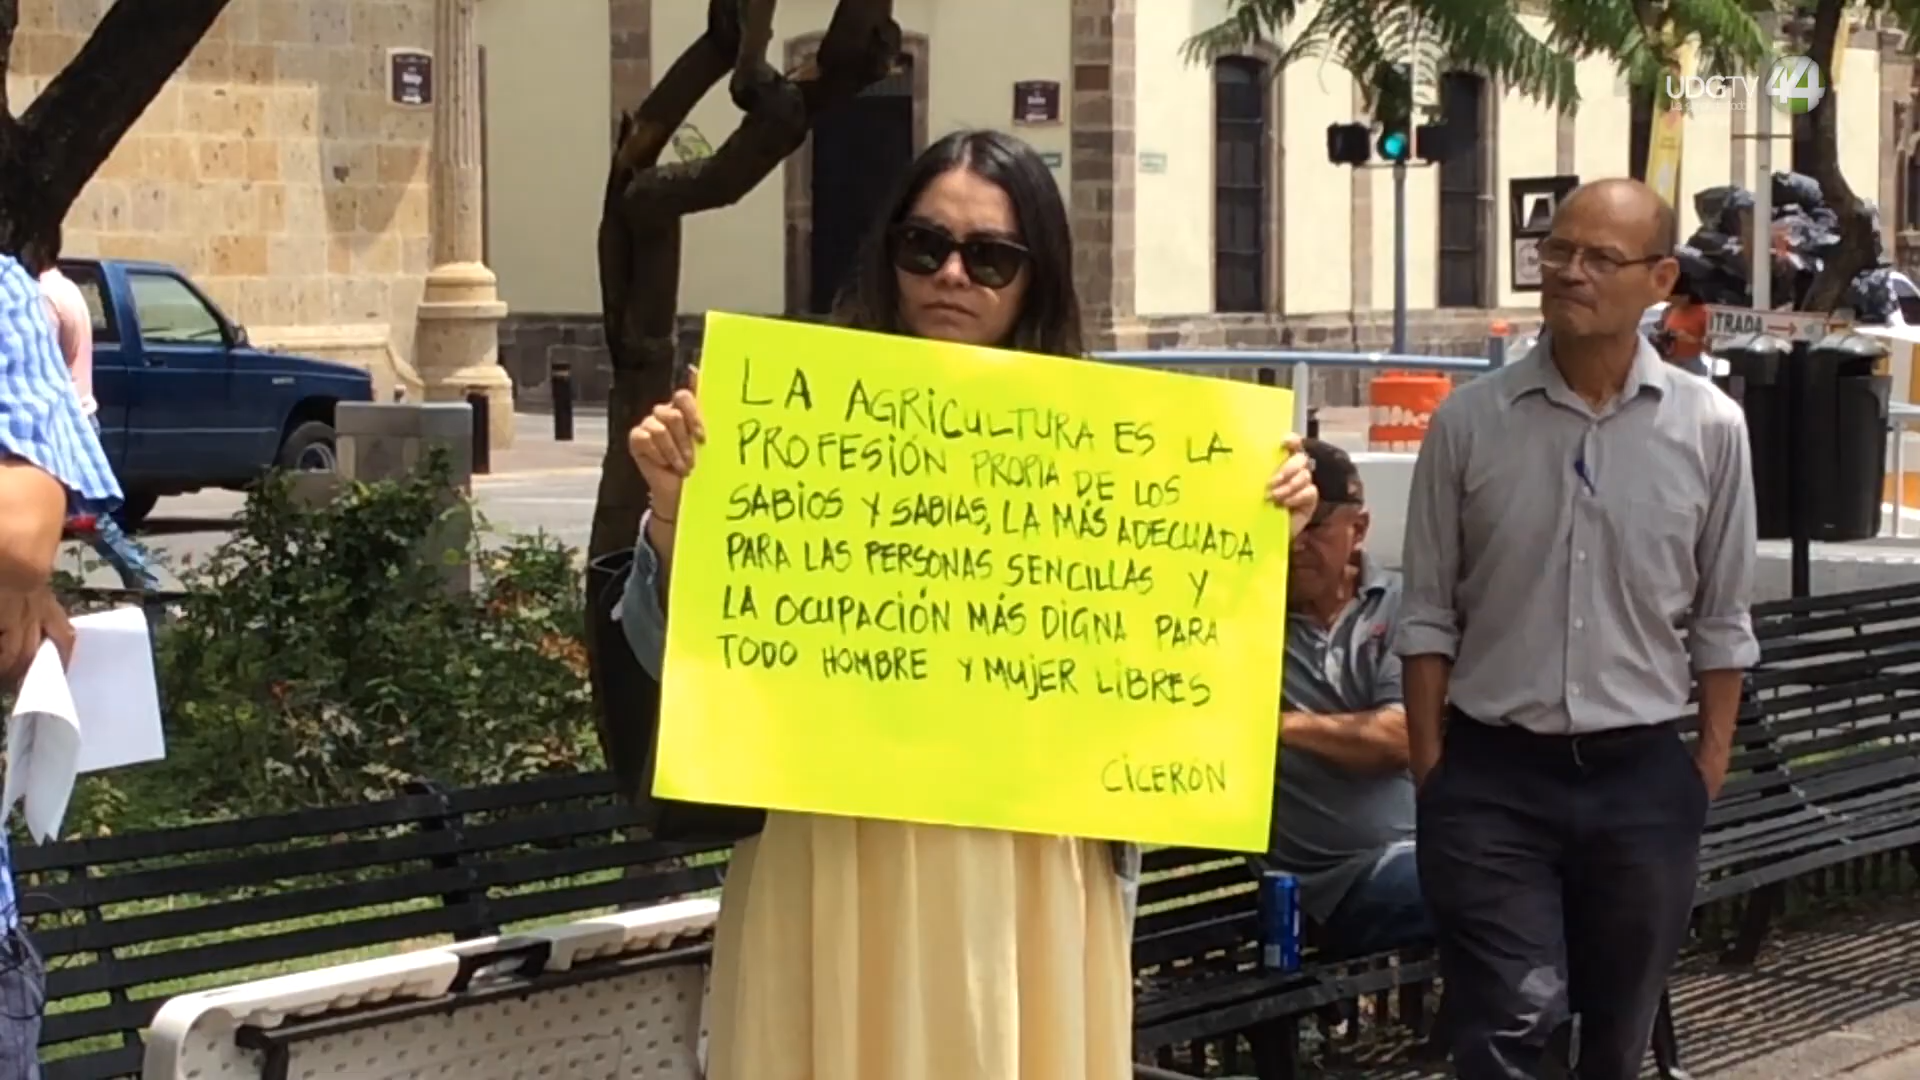 UDGTV 44
ITRADA
LA AGRICULTURA ES LA
PROFESIÓN PROPIA DE LOS
SABIOS Y SABIAS, LA MÁS ADECUADA
PARA LAS PERSONAS SENCILLAS Y
LA OCUPACIÓN MÁS DIGNA PARA
TODO HOMBRE Y MUJER LIBRES
CICERÓN